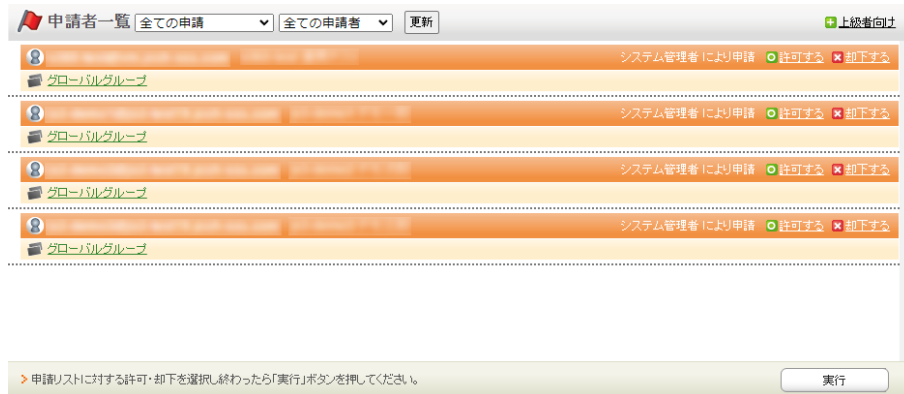 申請者一覧 全ての申請 全ての申請者 更新 上級者向け
システム管理者 により申請 許可する 却下する
グローバルグループ
システム管理者 により申請 許可する 却下する
グローバルグループ
システム管理者 により申請 許可する 却下する
グローバルグループ
システム管理者 により申請 許可する 却下する
グローバルグループ
申請リストに対する許可・却下を選択し終わったら「実行」ボタンを押してください。 実行